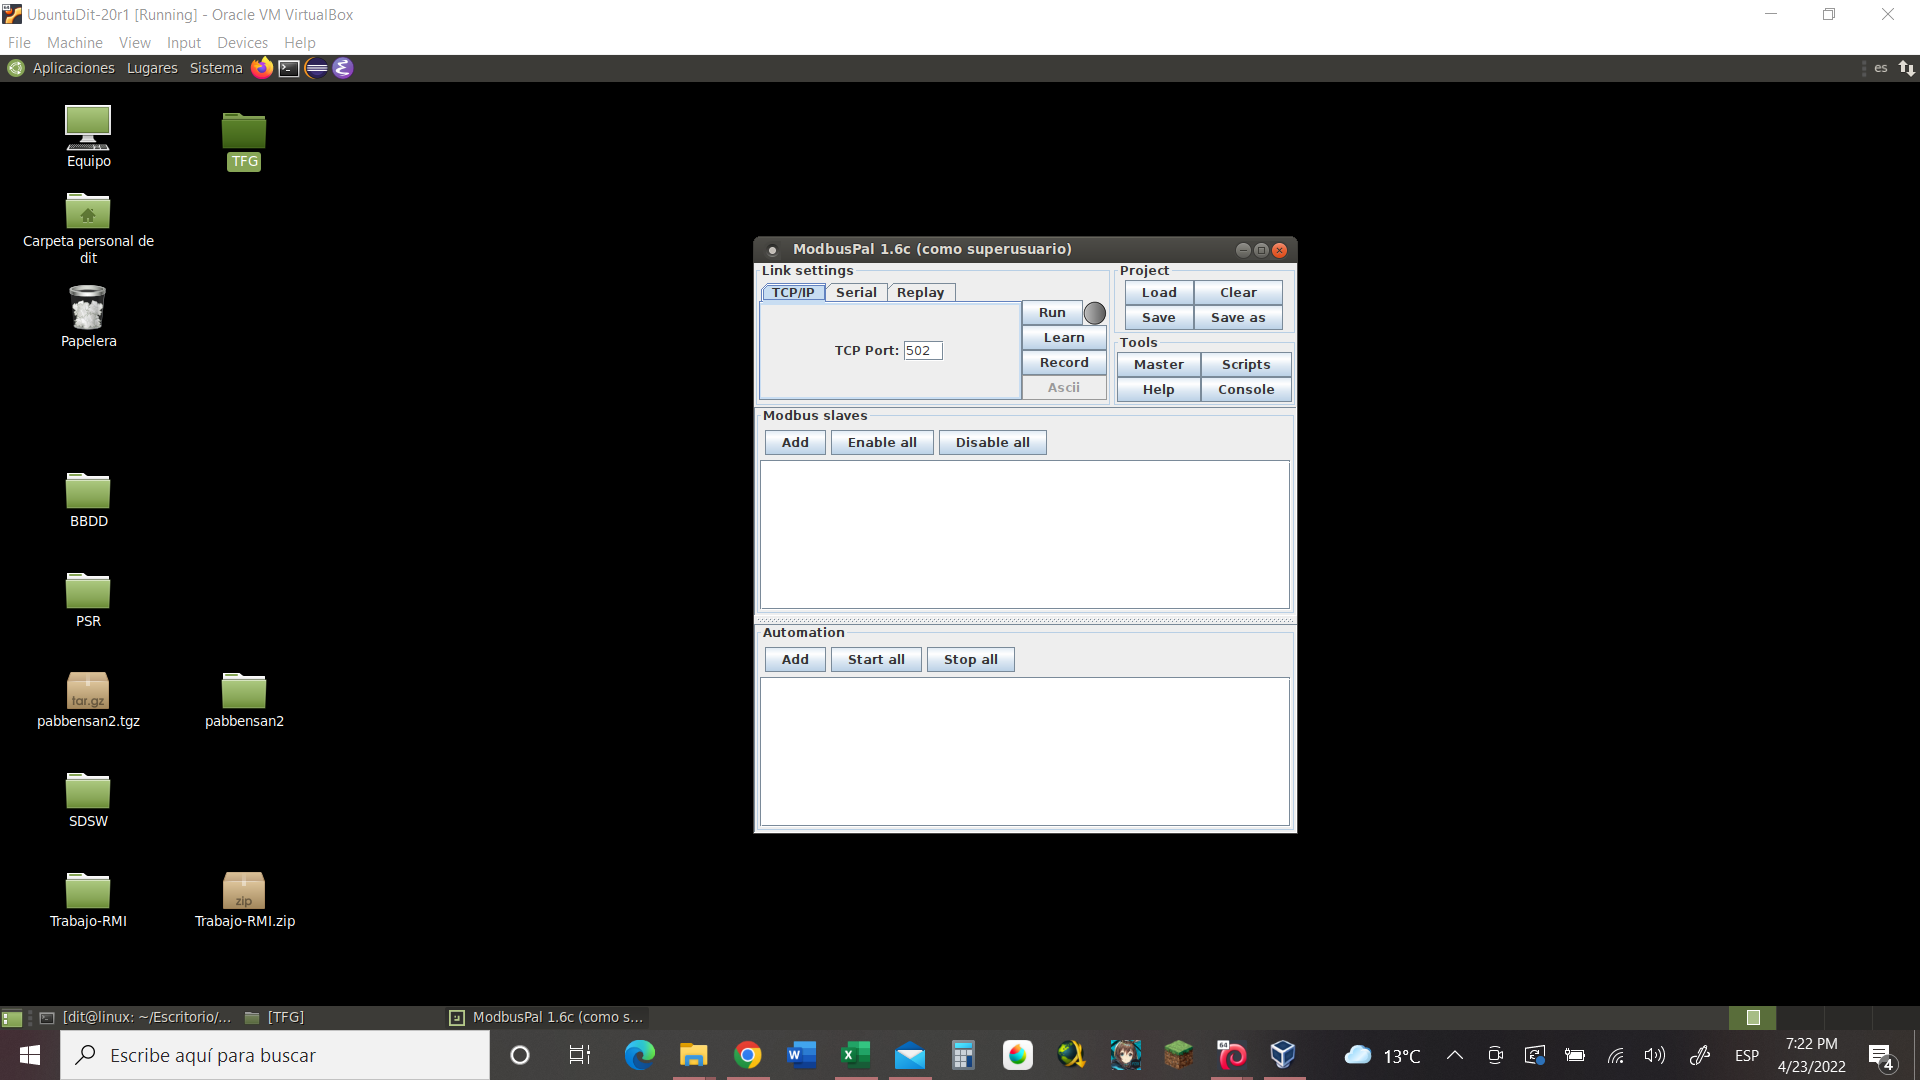 UbuntuDit-20r1 [Running] - Oracle VM VirtualBox
File Machine View Input Devices Help
Aplicaciones Lugares Sistema
es
Equipo
TFG
Carpeta personal de
dit
Papelera
BBDD
PSR
tar.gz
pabbensan2.tgz
pabbensan2
SDSW
Trabajo-RMI
zip
Trabajo-RMI.zip
ModbusPal 1.6c (como superusuario)
Link settings
TCP/IP Serial Replay
TCP Port: 502
Run
Learn
Record
Ascii
Project
Load Clear
Save Save as
Tools
Master Scripts
Help Console
Modbus slaves
Add Enable all Disable all
Automation
Add Start all Stop all
[dit@linux: ~/Escritorio/...
[TFG]
ModbusPal 1.6c (como s...
Escribe aquí para buscar
W
X
64
13°C
ESP
7:22 PM
4/23/2022
4